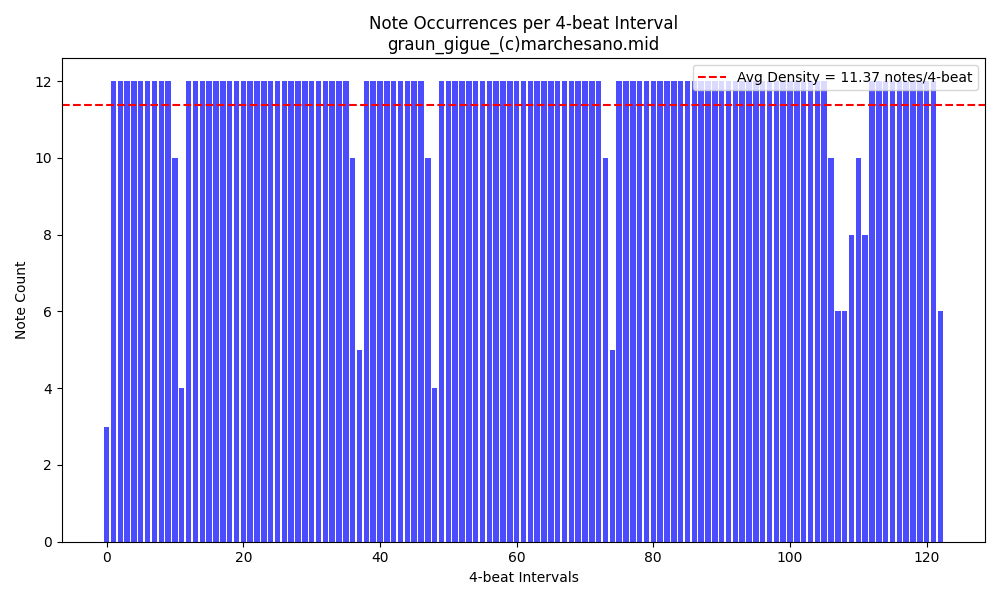 Note Occurrences per 4-beat Interval
graun_gigue_(c)marchesano.mid
Avg Density = 11.37 notes/4-beat
12
10
8
6
4
2
0
Note Count
0 20 40 60 80 100 120
4-beat Intervals